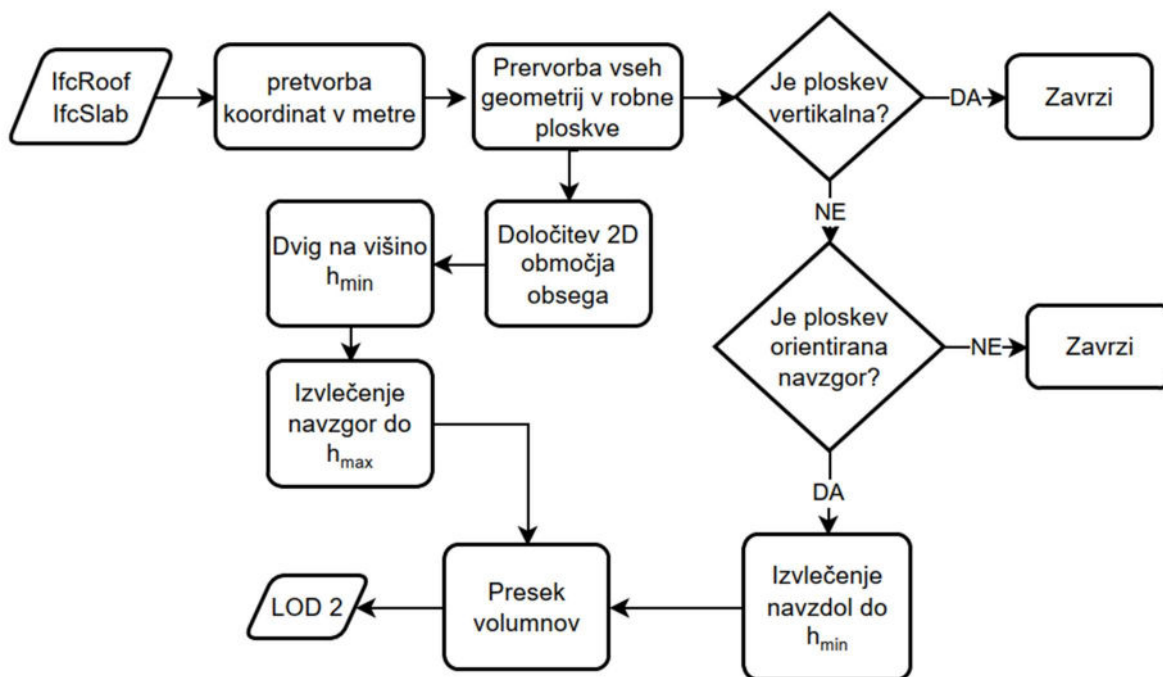 IfcRoof
IfcSlab
pretvorba
koordinat v metre
Prervorba vseh
geometrij v robne
ploskve
Je ploskev
vertikalna?
DA
Zavrzi
NE
Dvig na višino
hmin
Določitev 2D
območja
obsega
Je ploskev
orientirana
navzgor?
NE
Zavrzi
Izvlečenje
navzgor do
hmax
DA
LOD 2
Presek
volumnov
Izvlečenje
navzdol do
hmin